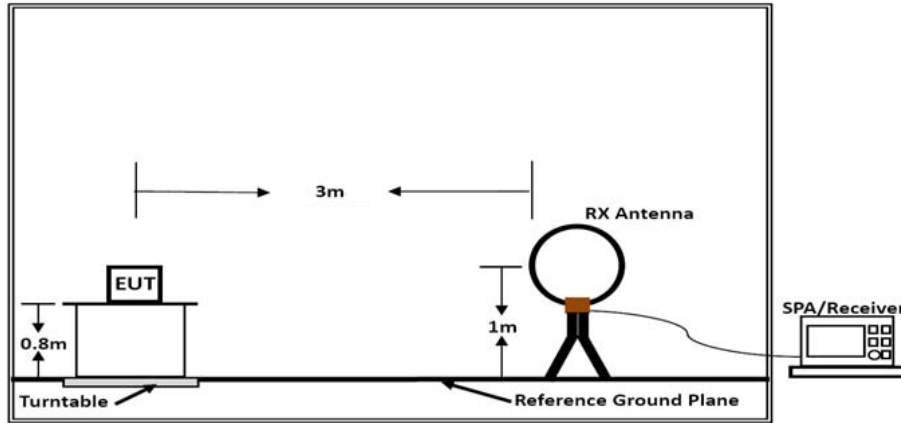 3m
RX Antenna
EUT
SPA/Receiver
0.8m
1m
Turntable
Reference Ground Plane